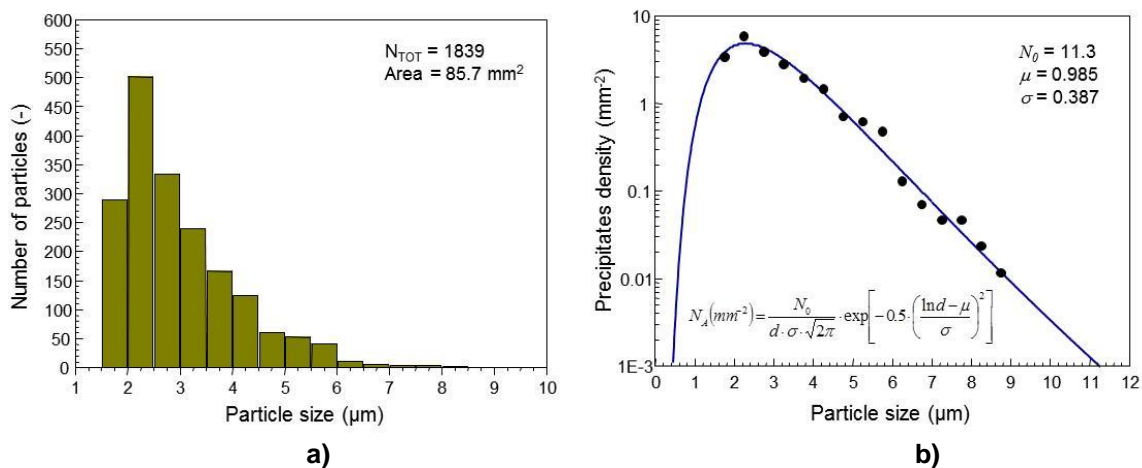 600
550
500
450
400
350
300
250
200
150
100
50
0
1 2 3 4 5 6 7 8 9 10
Number of particles (-)
Particle size (µm)
N_TOT = 1839
Area = 85.7 mm²
a)
10
1
0.1
0.01
1E-3
0 1 2 3 4 5 6 7 8 9 10 11 12
Precipitates density (mm⁻²)
Particle size (µm)
N₀ = 11.3
μ = 0.985
σ = 0.387
N_A(mm⁻²) = N₀ / (d · σ · √2π) · exp[−0.5 · ((ln d − μ) / σ)²]
b)